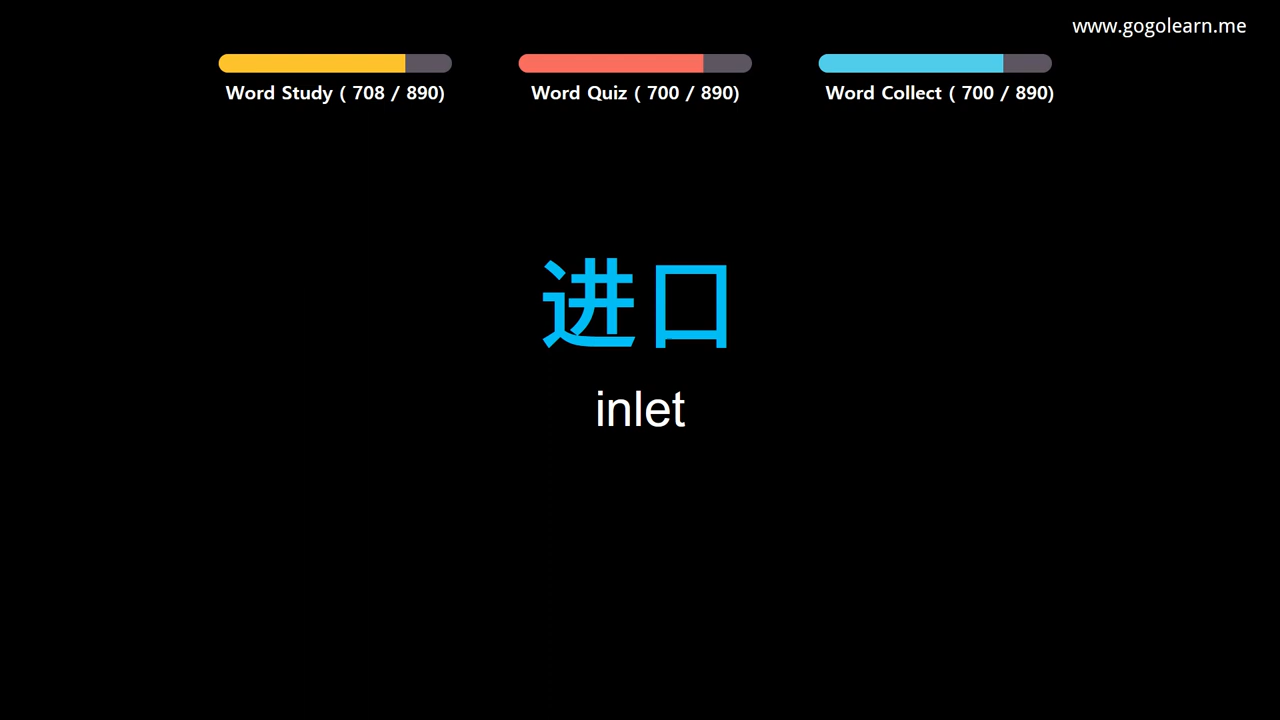 www.gogolearn.me
Word Study ( 708 / 890)
Word Quiz ( 700 / 890)
Word Collect ( 700 / 890)
进口
inlet